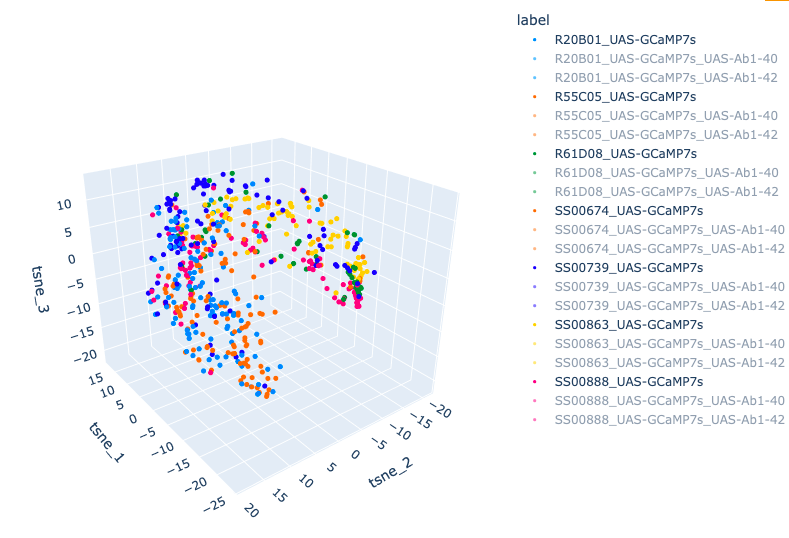 label
R20B01_UAS-GCaMP7s
R20B01_UAS-GCaMP7s_UAS-Ab1-40
R20B01_UAS-GCaMP7s_UAS-Ab1-42
R55C05_UAS-GCaMP7s
R55C05_UAS-GCaMP7s_UAS-Ab1-40
R55C05_UAS-GCaMP7s_UAS-Ab1-42
R61D08_UAS-GCaMP7s
R61D08_UAS-GCaMP7s_UAS-Ab1-40
R61D08_UAS-GCaMP7s_UAS-Ab1-42
SS00674_UAS-GCaMP7s
SS00674_UAS-GCaMP7s_UAS-Ab1-40
SS00674_UAS-GCaMP7s_UAS-Ab1-42
SS00739_UAS-GCaMP7s
SS00739_UAS-GCaMP7s_UAS-Ab1-40
SS00739_UAS-GCaMP7s_UAS-Ab1-42
SS00863_UAS-GCaMP7s
SS00863_UAS-GCaMP7s_UAS-Ab1-40
SS00863_UAS-GCaMP7s_UAS-Ab1-42
SS00888_UAS-GCaMP7s
SS00888_UAS-GCaMP7s_UAS-Ab1-40
SS00888_UAS-GCaMP7s_UAS-Ab1-42
10
5
0
−5
−10
−15
−20
tsne_3
15
10
5
0
−5
−10
−15
−20
−25
tsne_1
20
15
10
5
0
−5
−10
−15
−20
tsne_2